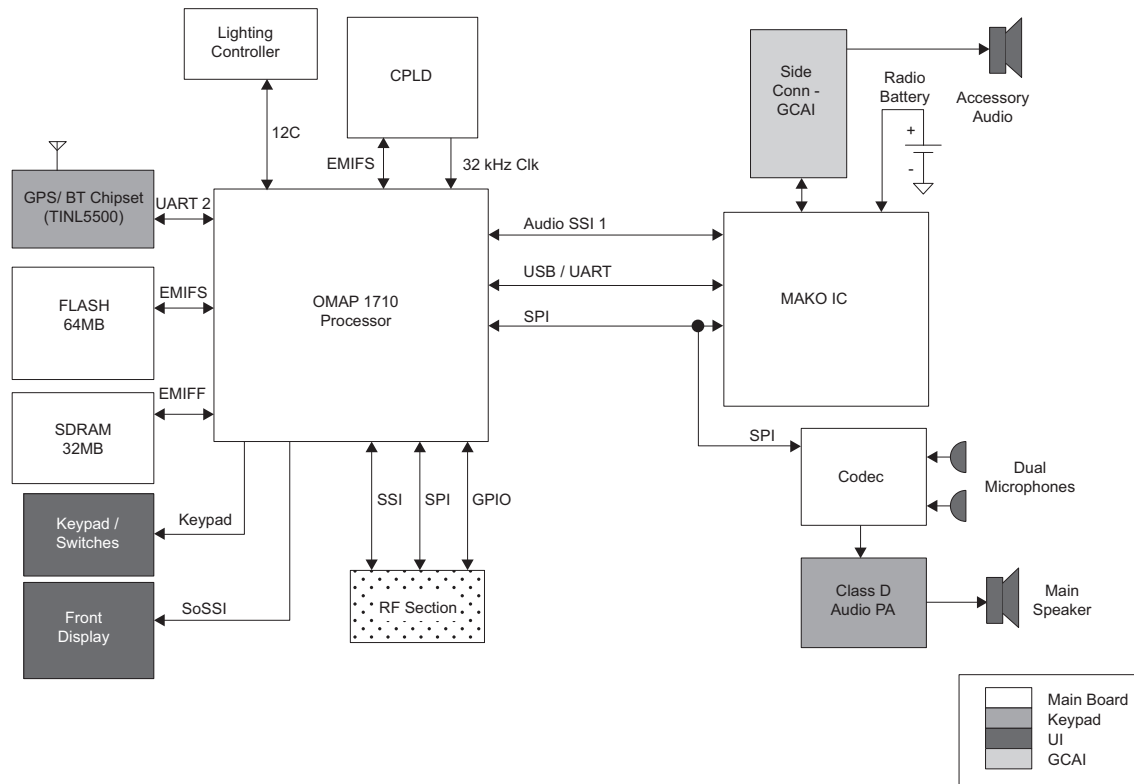 Lighting
Controller
CPLD
Side
Conn -
GCAI
Radio
Battery
Accessory
Audio
+
-
12C
EMIFS
32 kHz Clk
GPS/ BT Chipset
(TINL5500)
UART 2
Audio SSI 1
USB / UART
SPI
FLASH
64MB
EMIFS
OMAP 1710
Processor
MAKO IC
SDRAM
32MB
EMIFF
SPI
Codec
Dual
Microphones
Keypad /
Switches
Keypad
SSI
SPI
GPIO
Front
Display
SoSSI
RF Section
Class D
Audio PA
Main
Speaker
Main Board
Keypad
UI
GCAI